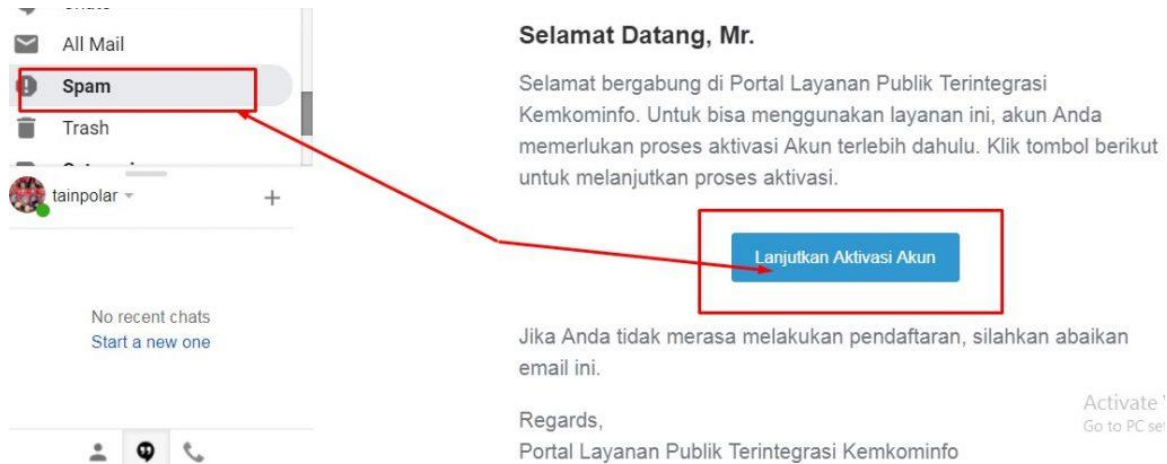 All Mail
Spam
Trash
tainpolar
+
No recent chats
Start a new one
Selamat Datang, Mr.
Selamat bergabung di Portal Layanan Publik Terintegrasi
Kemkominfo. Untuk bisa menggunakan layanan ini, akun Anda
memerlukan proses aktivasi Akun terlebih dahulu. Klik tombol berikut
untuk melanjutkan proses aktivasi.
Lanjutkan Aktivasi Akun
Jika Anda tidak merasa melakukan pendaftaran, silahkan abaikan
email ini.
Regards,
Portal Layanan Publik Terintegrasi Kemkominfo
Activate
Go to PC